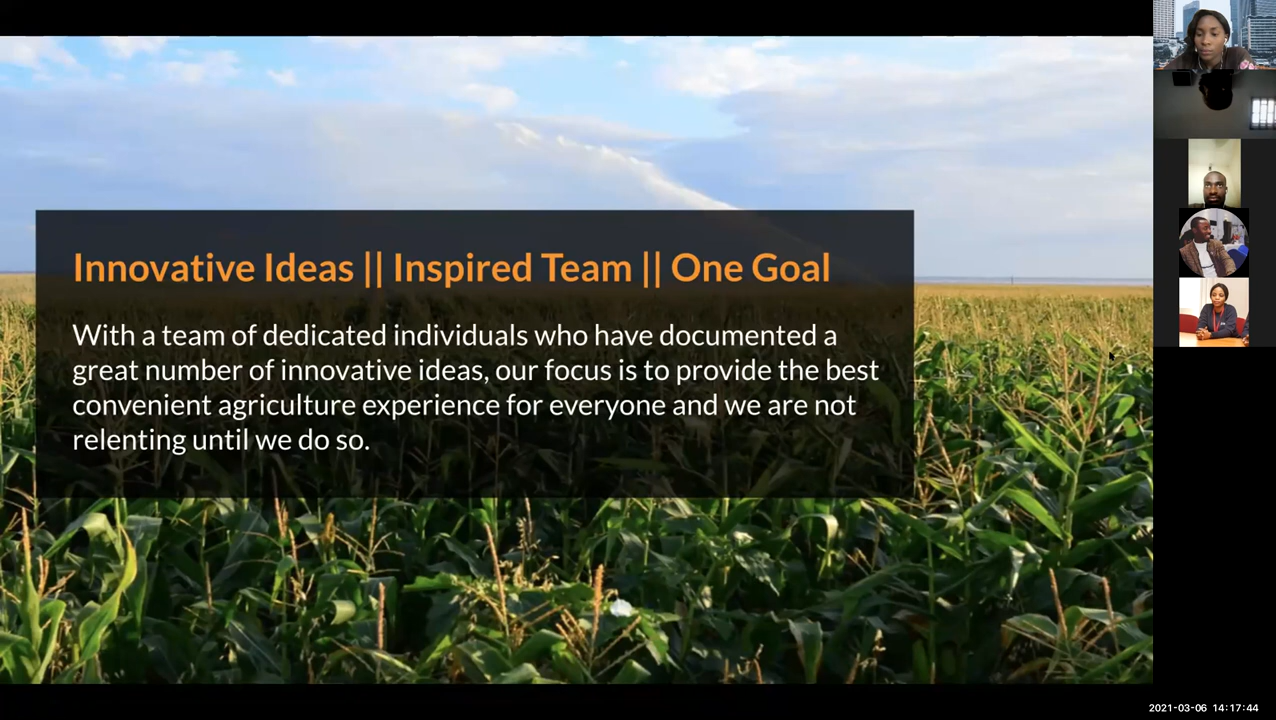 Innovative Ideas || Inspired Team || One Goal
With a team of dedicated individuals who have documented a
great number of innovative ideas, our focus is to provide the best
convenient agriculture experience for everyone and we are not
relenting until we do so.
2021-03-06 14:17:44